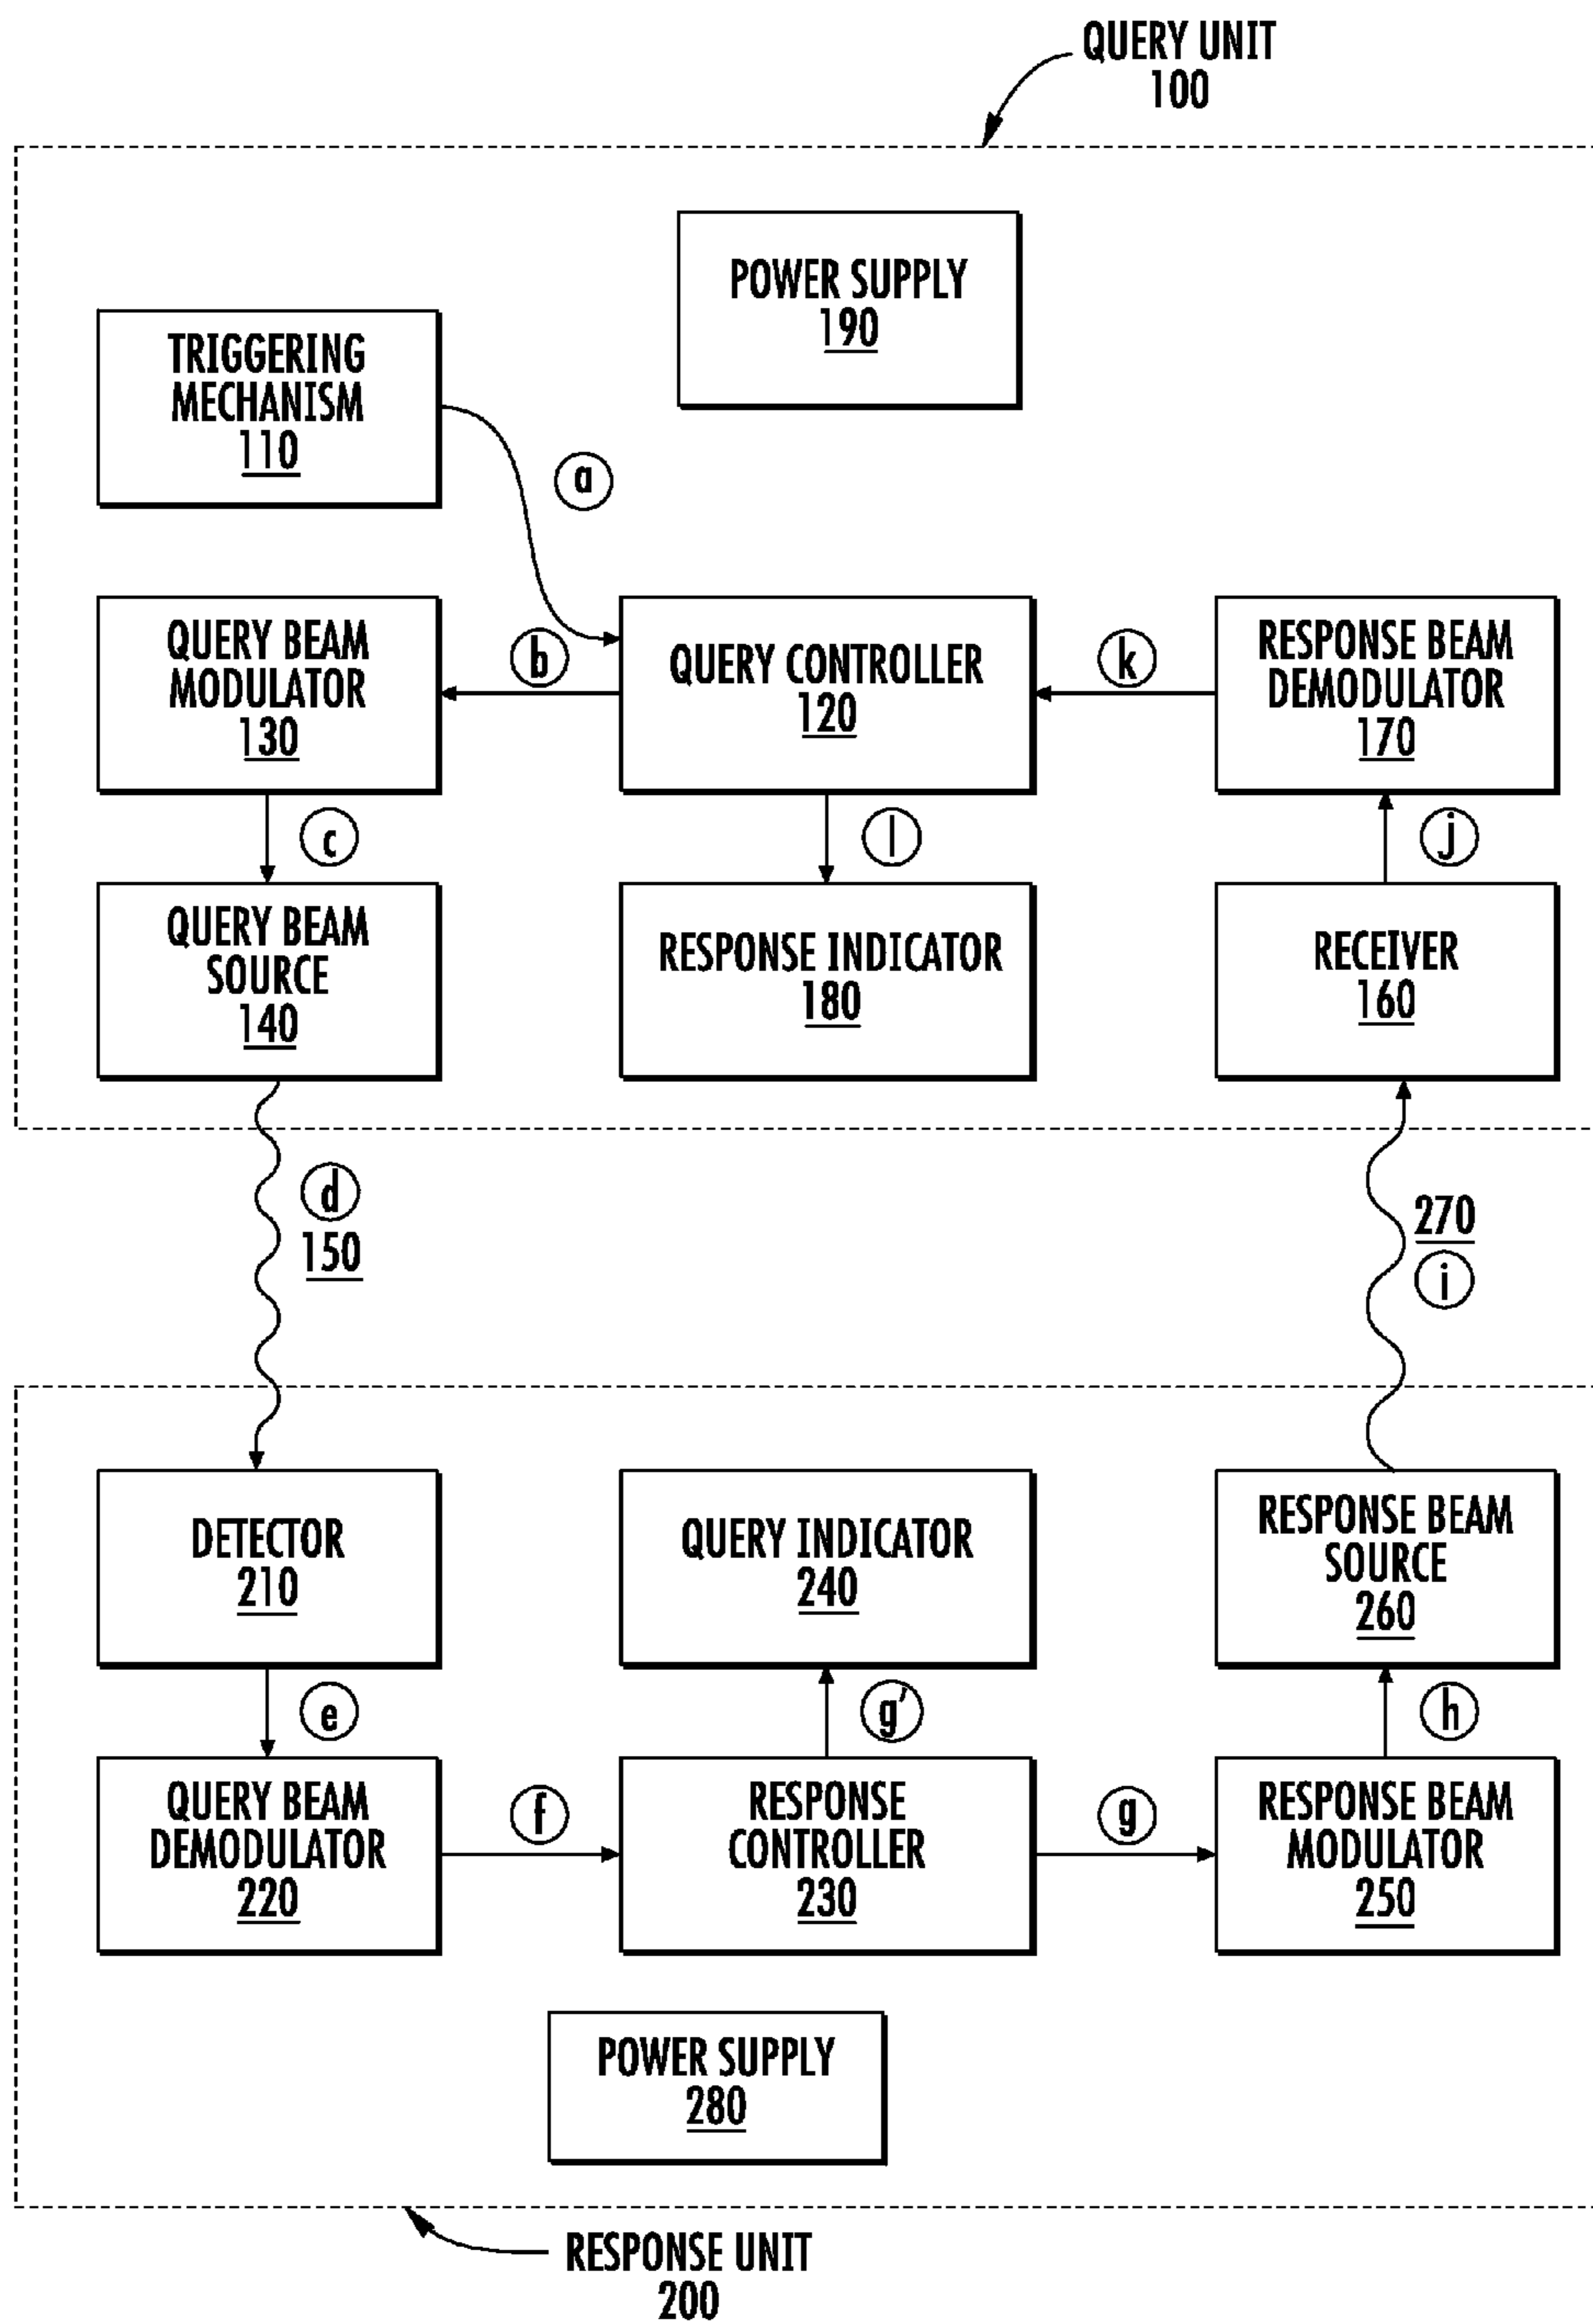 QUERY UNIT
100
POWER SUPPLY
190
TRIGGERING
MECHANISM
110
a
QUERY BEAM
MODULATOR
130
b
QUERY CONTROLLER
120
k
RESPONSE BEAM
DEMODULATOR
170
c
l
j
QUERY BEAM
SOURCE
140
RESPONSE INDICATOR
180
RECEIVER
160
d
150
270
i
DETECTOR
210
QUERY INDICATOR
240
RESPONSE BEAM
SOURCE
260
e
g'
h
QUERY BEAM
DEMODULATOR
220
f
RESPONSE
CONTROLLER
230
g
RESPONSE BEAM
MODULATOR
250
POWER SUPPLY
280
RESPONSE UNIT
200